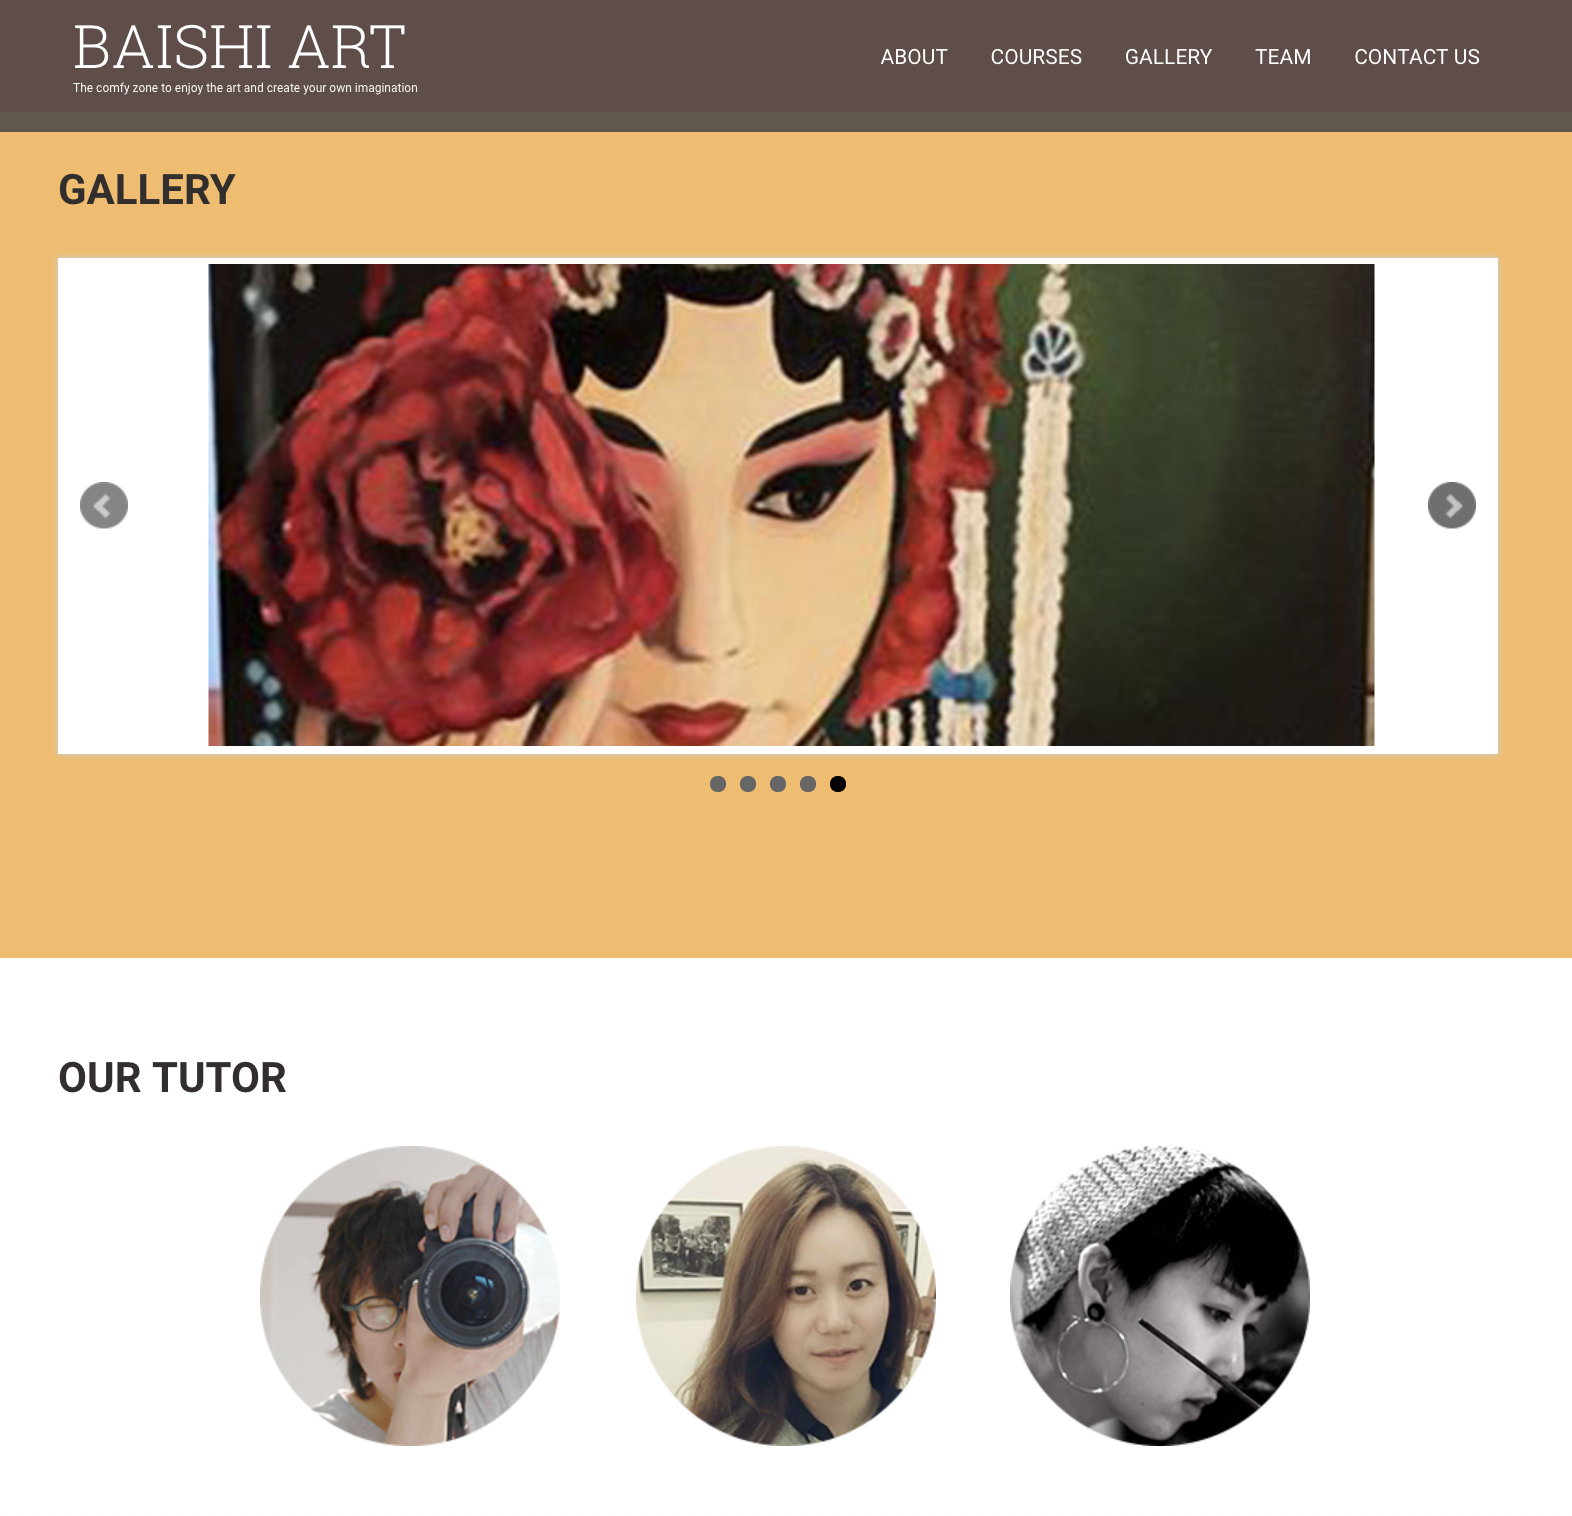 BAISHI ART
The comfy zone to enjoy the art and create your own imagination
ABOUT COURSES GALLERY TEAM CONTACT US
GALLERY
OUR TUTOR